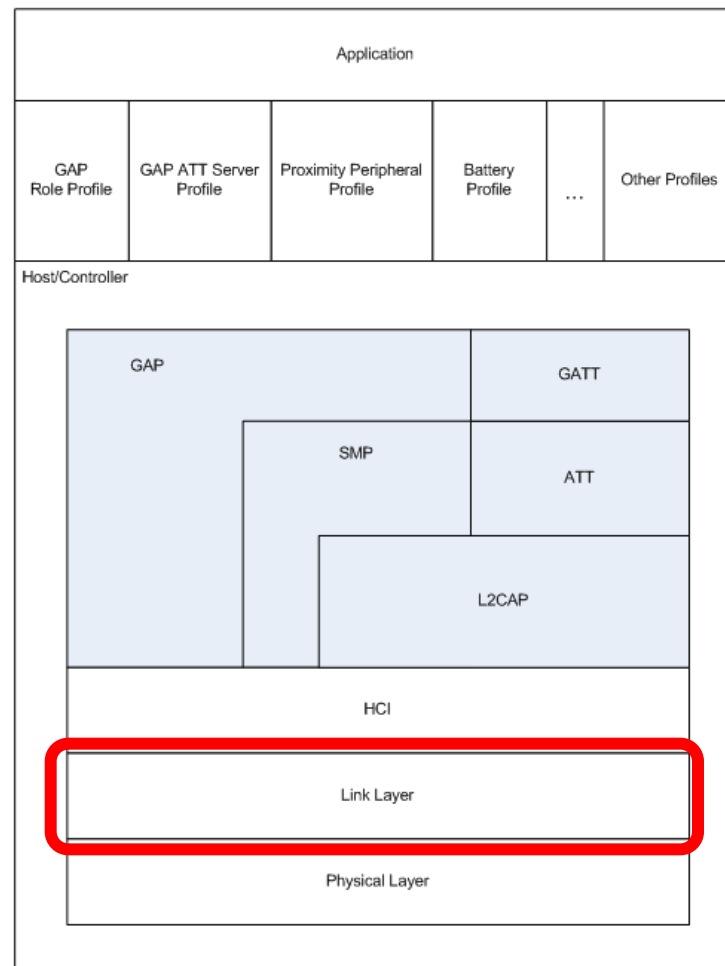 Application
GAP
Role Profile
GAP ATT Server
Profile
Proximity Peripheral
Profile
Battery
Profile
...
Other Profiles
Host/Controller
GAP
GATT
SMP
ATT
L2CAP
HCI
Link Layer
Physical Layer